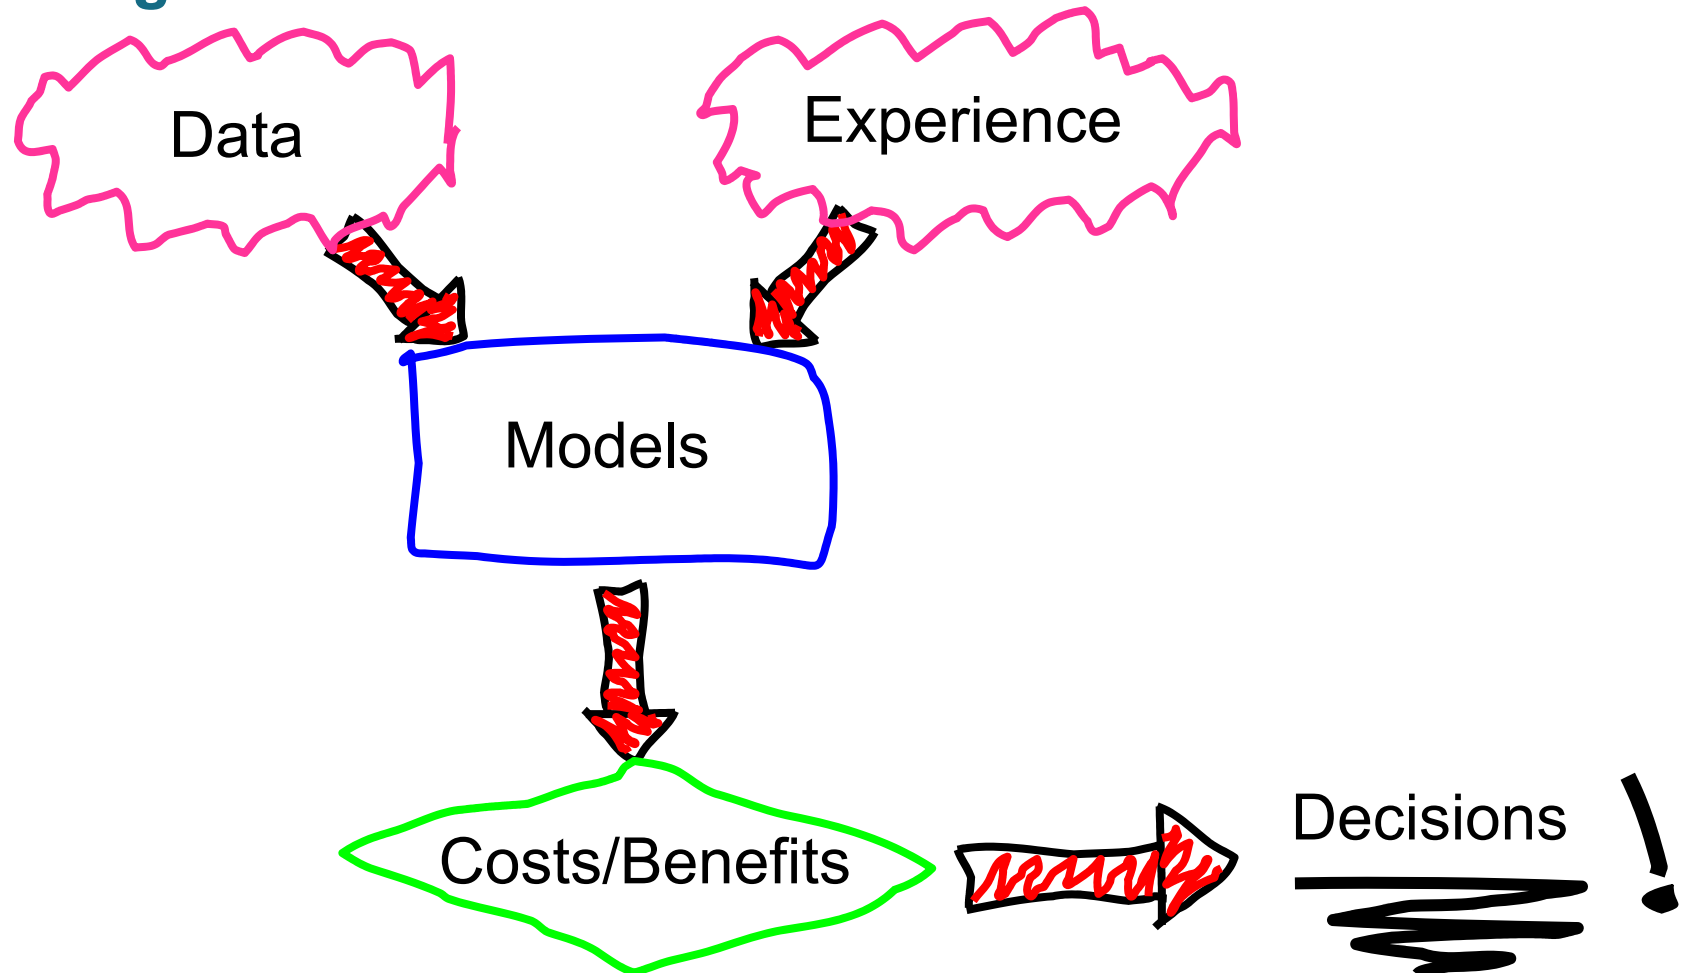 Data
Experience
Models
Costs/Benefits
Decisions !